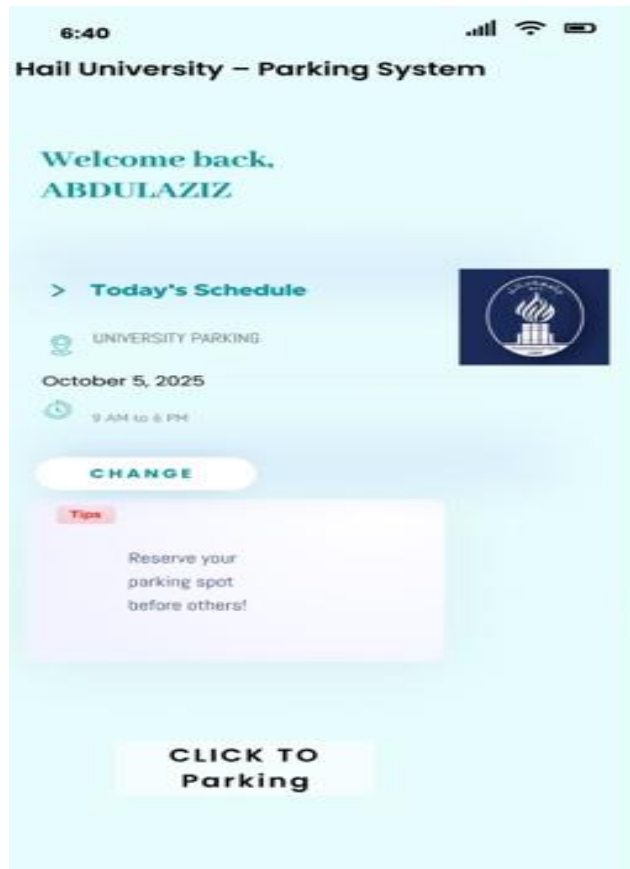 6:40
Hail University – Parking System
Welcome back,
ABDULAZIZ
> Today's Schedule
UNIVERSITY PARKING
October 5, 2025
9 AM to 6 PM
CHANGE
Tips
Reserve your
parking spot
before others!
CLICK TO
Parking